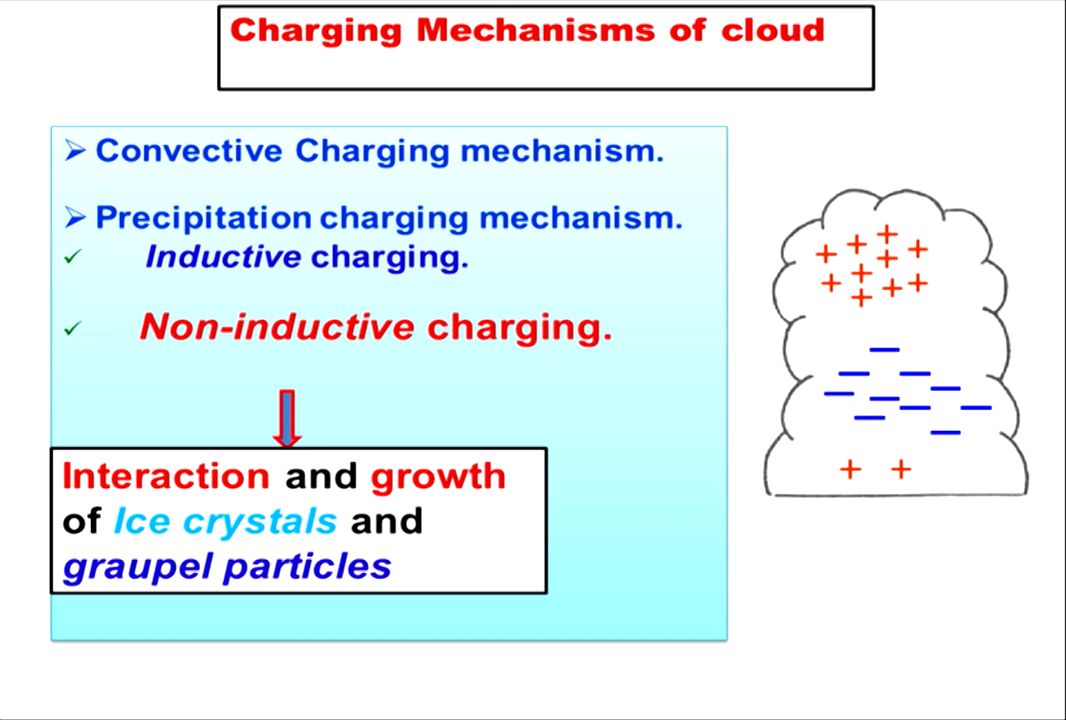 Charging Mechanisms of cloud
Convective Charging mechanism.
Precipitation charging mechanism.
Inductive charging.
Non-inductive charging.
Interaction and growth
of Ice crystals and
graupel particles